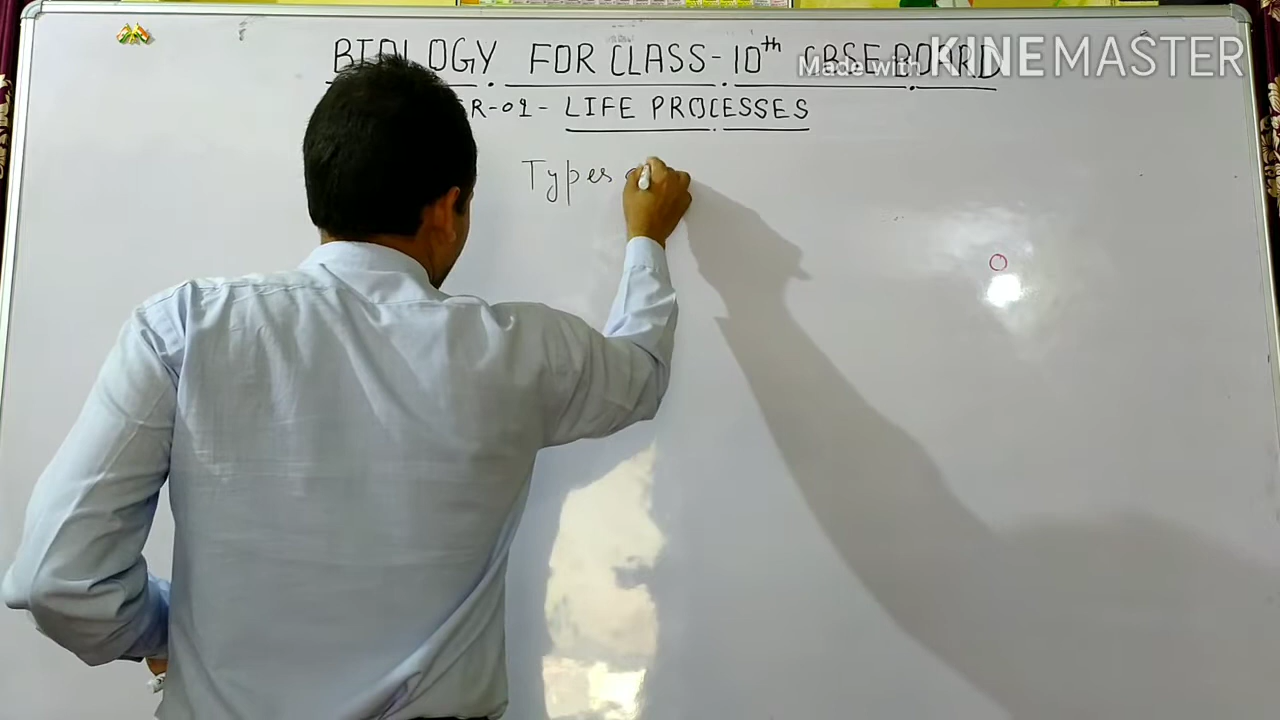 BIOLOGY FOR CLASS-10th CBSE BOARD
Made with KINEMASTER
R-01- LIFE PROCESSES
Types